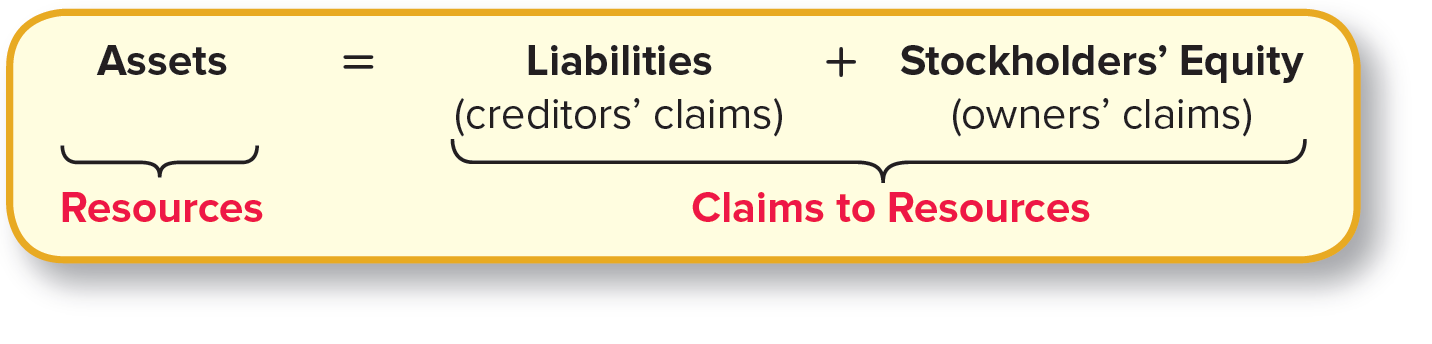 Assets = Liabilities + Stockholders’ Equity
(creditors’ claims) (owners’ claims)
Resources Claims to Resources